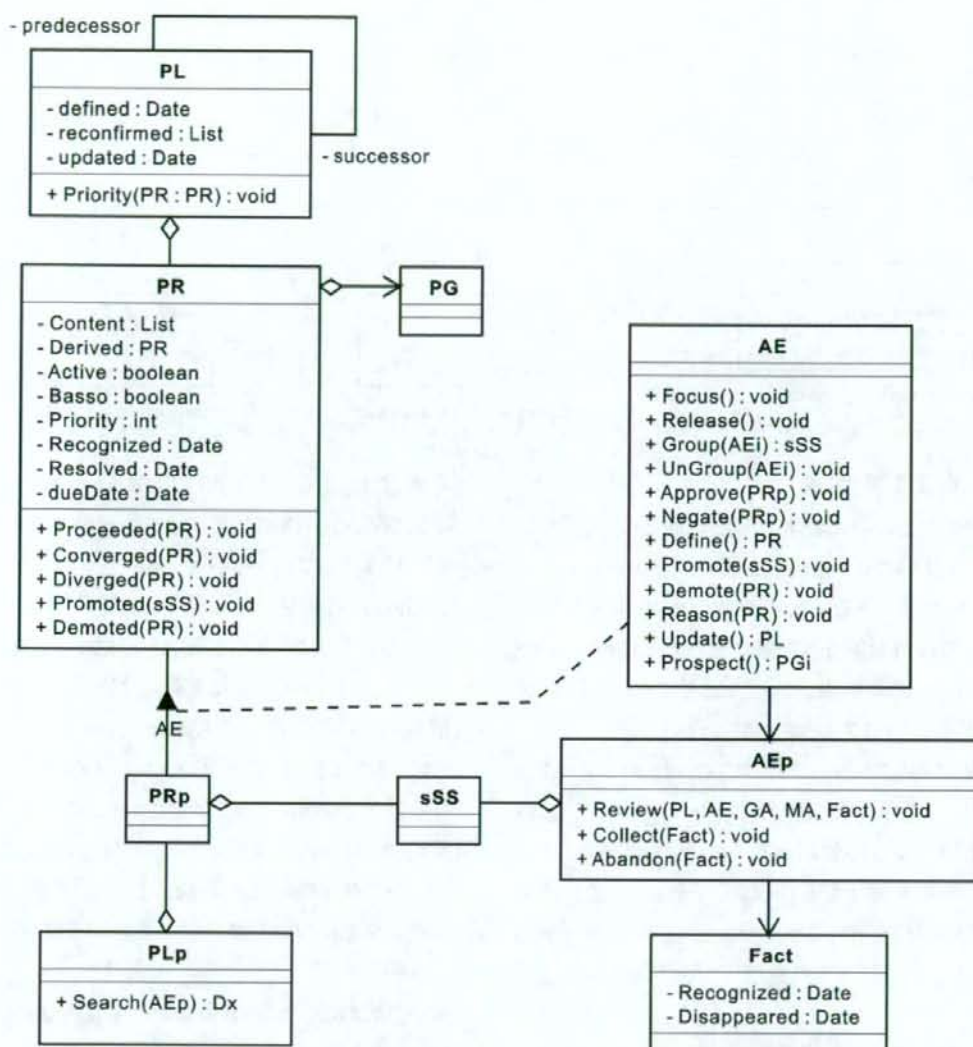 - predecessor
PL
- defined : Date
- reconfirmed : List
- updated : Date
- successor
+ Priority(PR : PR) : void
PR
- Content : List
- Derived : PR
- Active : boolean
- Basso : boolean
- Priority : int
- Recognized : Date
- Resolved : Date
- dueDate : Date
+ Proceeded(PR) : void
+ Converged(PR) : void
+ Diverged(PR) : void
+ Promoted(sSS) : void
+ Demoted(PR) : void
PG
AE
+ Focus() : void
+ Release() : void
+ Group(AEi) : sSS
+ UnGroup(AEi) : void
+ Approve(PRp) : void
+ Negate(PRp) : void
+ Define() : PR
+ Promote(sSS) : void
+ Demote(PR) : void
+ Reason(PR) : void
+ Update() : PL
+ Prospect() : PGi
AE
PRp
sSS
AEp
+ Review(PL, AE, GA, MA, Fact) : void
+ Collect(Fact) : void
+ Abandon(Fact) : void
PLp
+ Search(AEp) : Dx
Fact
- Recognized : Date
- Disappeared : Date